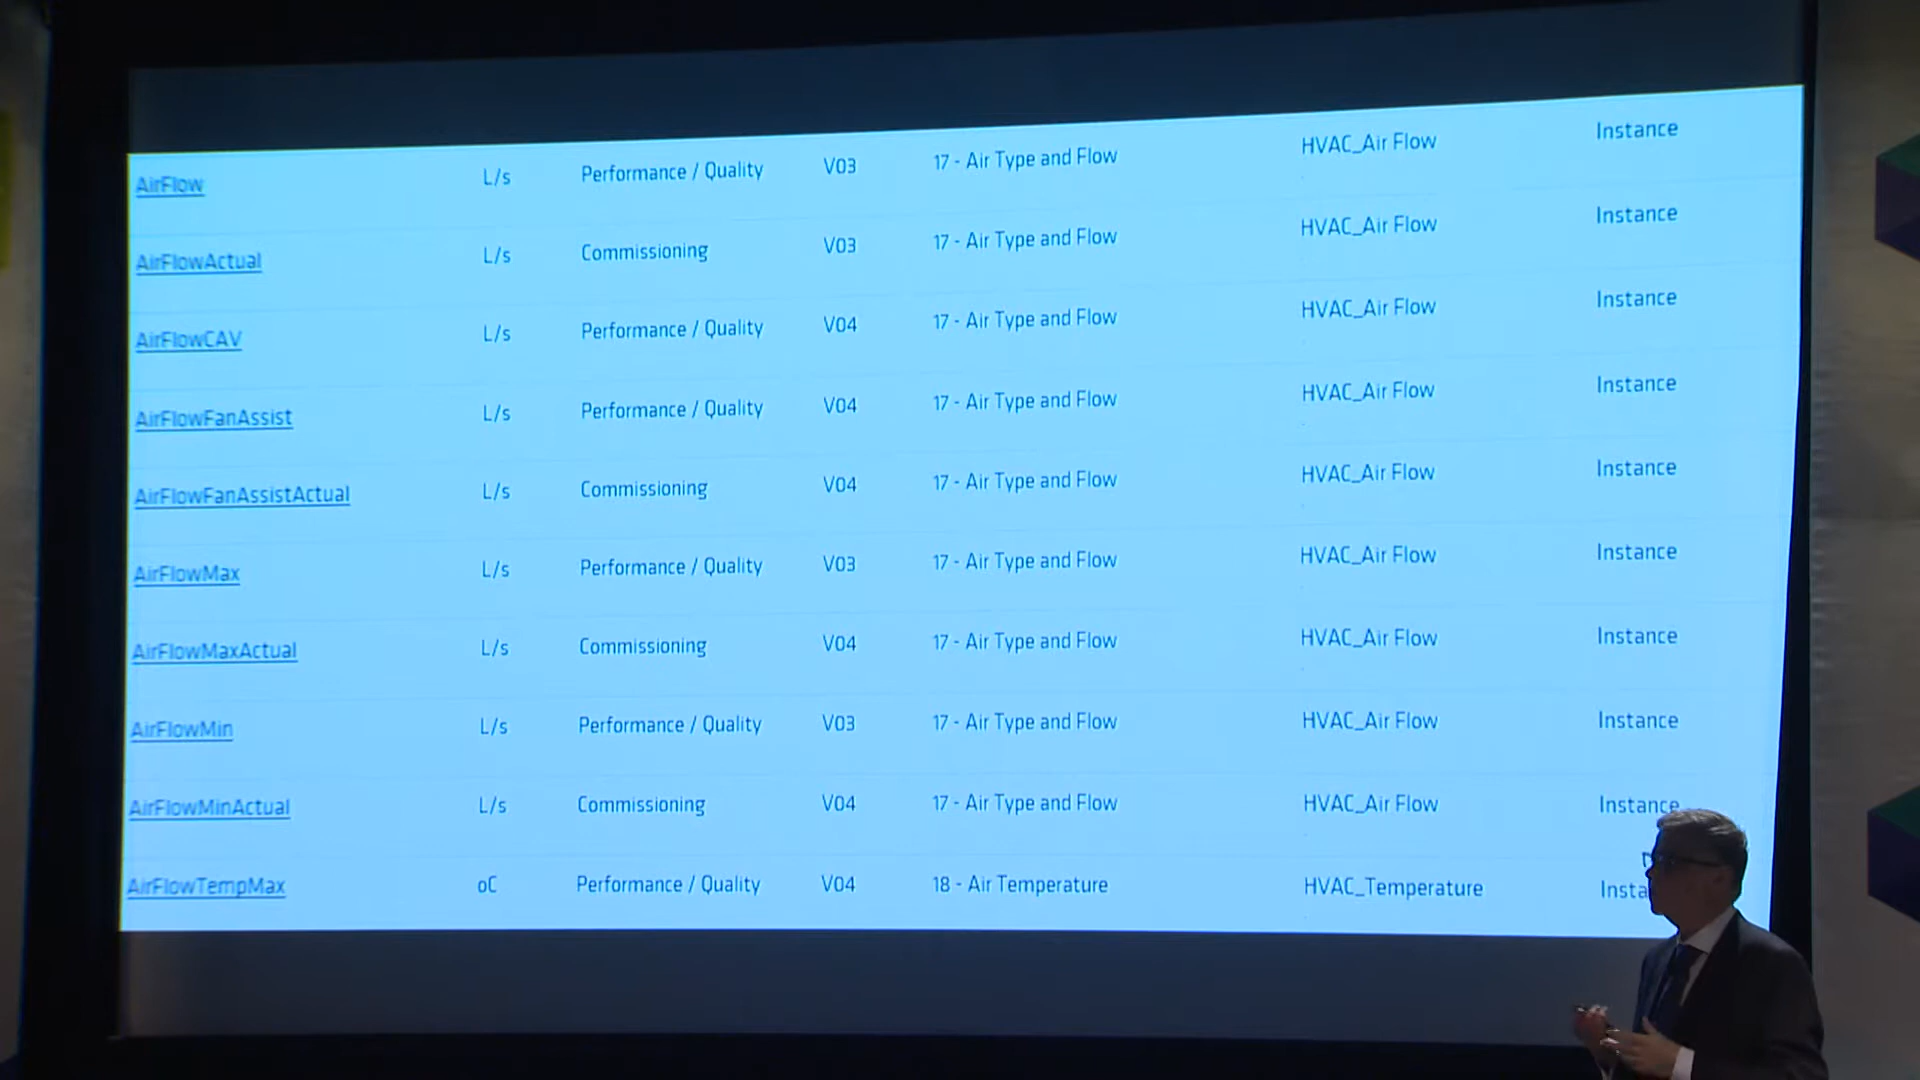 AirFlow L/s Performance / Quality V03 17 - Air Type and Flow HVAC_Air Flow Instance
AirFlowActual L/s Commissioning V03 17 - Air Type and Flow HVAC_Air Flow Instance
AirFlowCAV L/s Performance / Quality V04 17 - Air Type and Flow HVAC_Air Flow Instance
AirFlowFanAssist L/s Performance / Quality V04 17 - Air Type and Flow HVAC_Air Flow Instance
AirFlowFanAssistActual L/s Commissioning V04 17 - Air Type and Flow HVAC_Air Flow Instance
AirFlowMax L/s Performance / Quality V03 17 - Air Type and Flow HVAC_Air Flow Instance
AirFlowMaxActual L/s Commissioning V04 17 - Air Type and Flow HVAC_Air Flow Instance
AirFlowMin L/s Performance / Quality V03 17 - Air Type and Flow HVAC_Air Flow Instance
AirFlowMinActual L/s Commissioning V04 17 - Air Type and Flow HVAC_Air Flow Instance
AirFlowTempMax oC Performance / Quality V04 18 - Air Temperature HVAC_Temperature